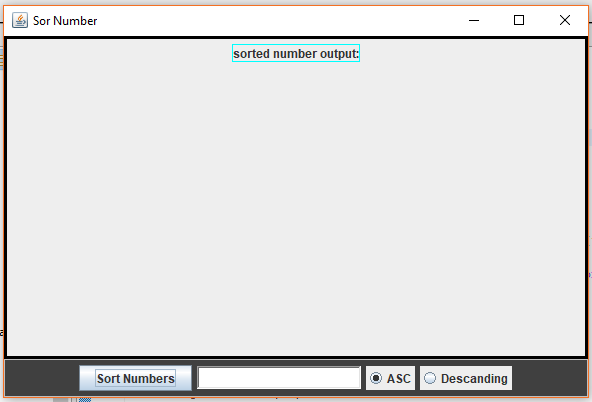 Sor Number
sorted number output:
Sort Numbers ASC Descanding